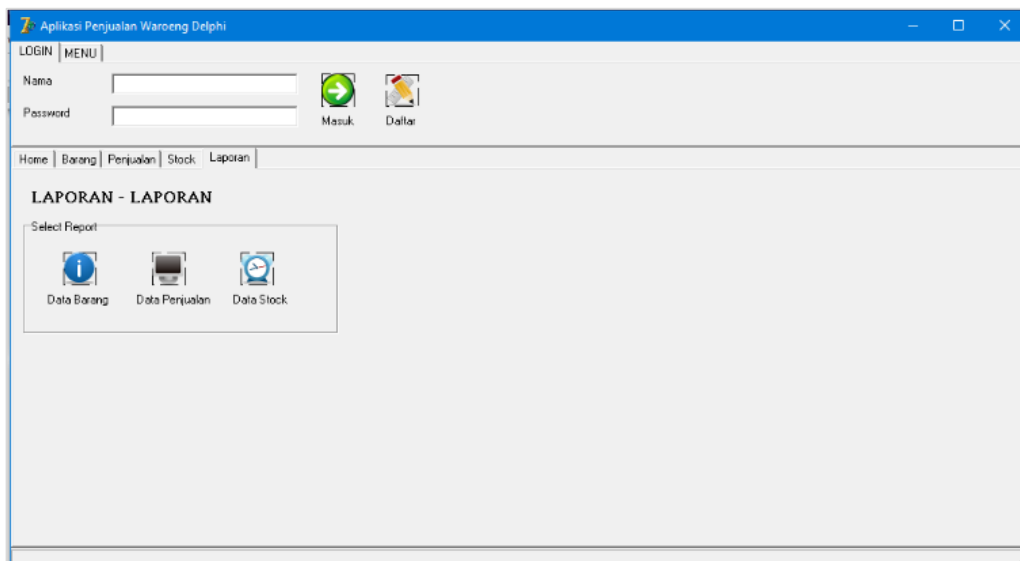 Aplikasi Penjualan Waroeng Delphi
LOGIN MENU
Nama
Password
Masuk Daftar
Home Barang Penjualan Stock Laporan
LAPORAN - LAPORAN
Select Report
Data Barang Data Penjualan Data Stock